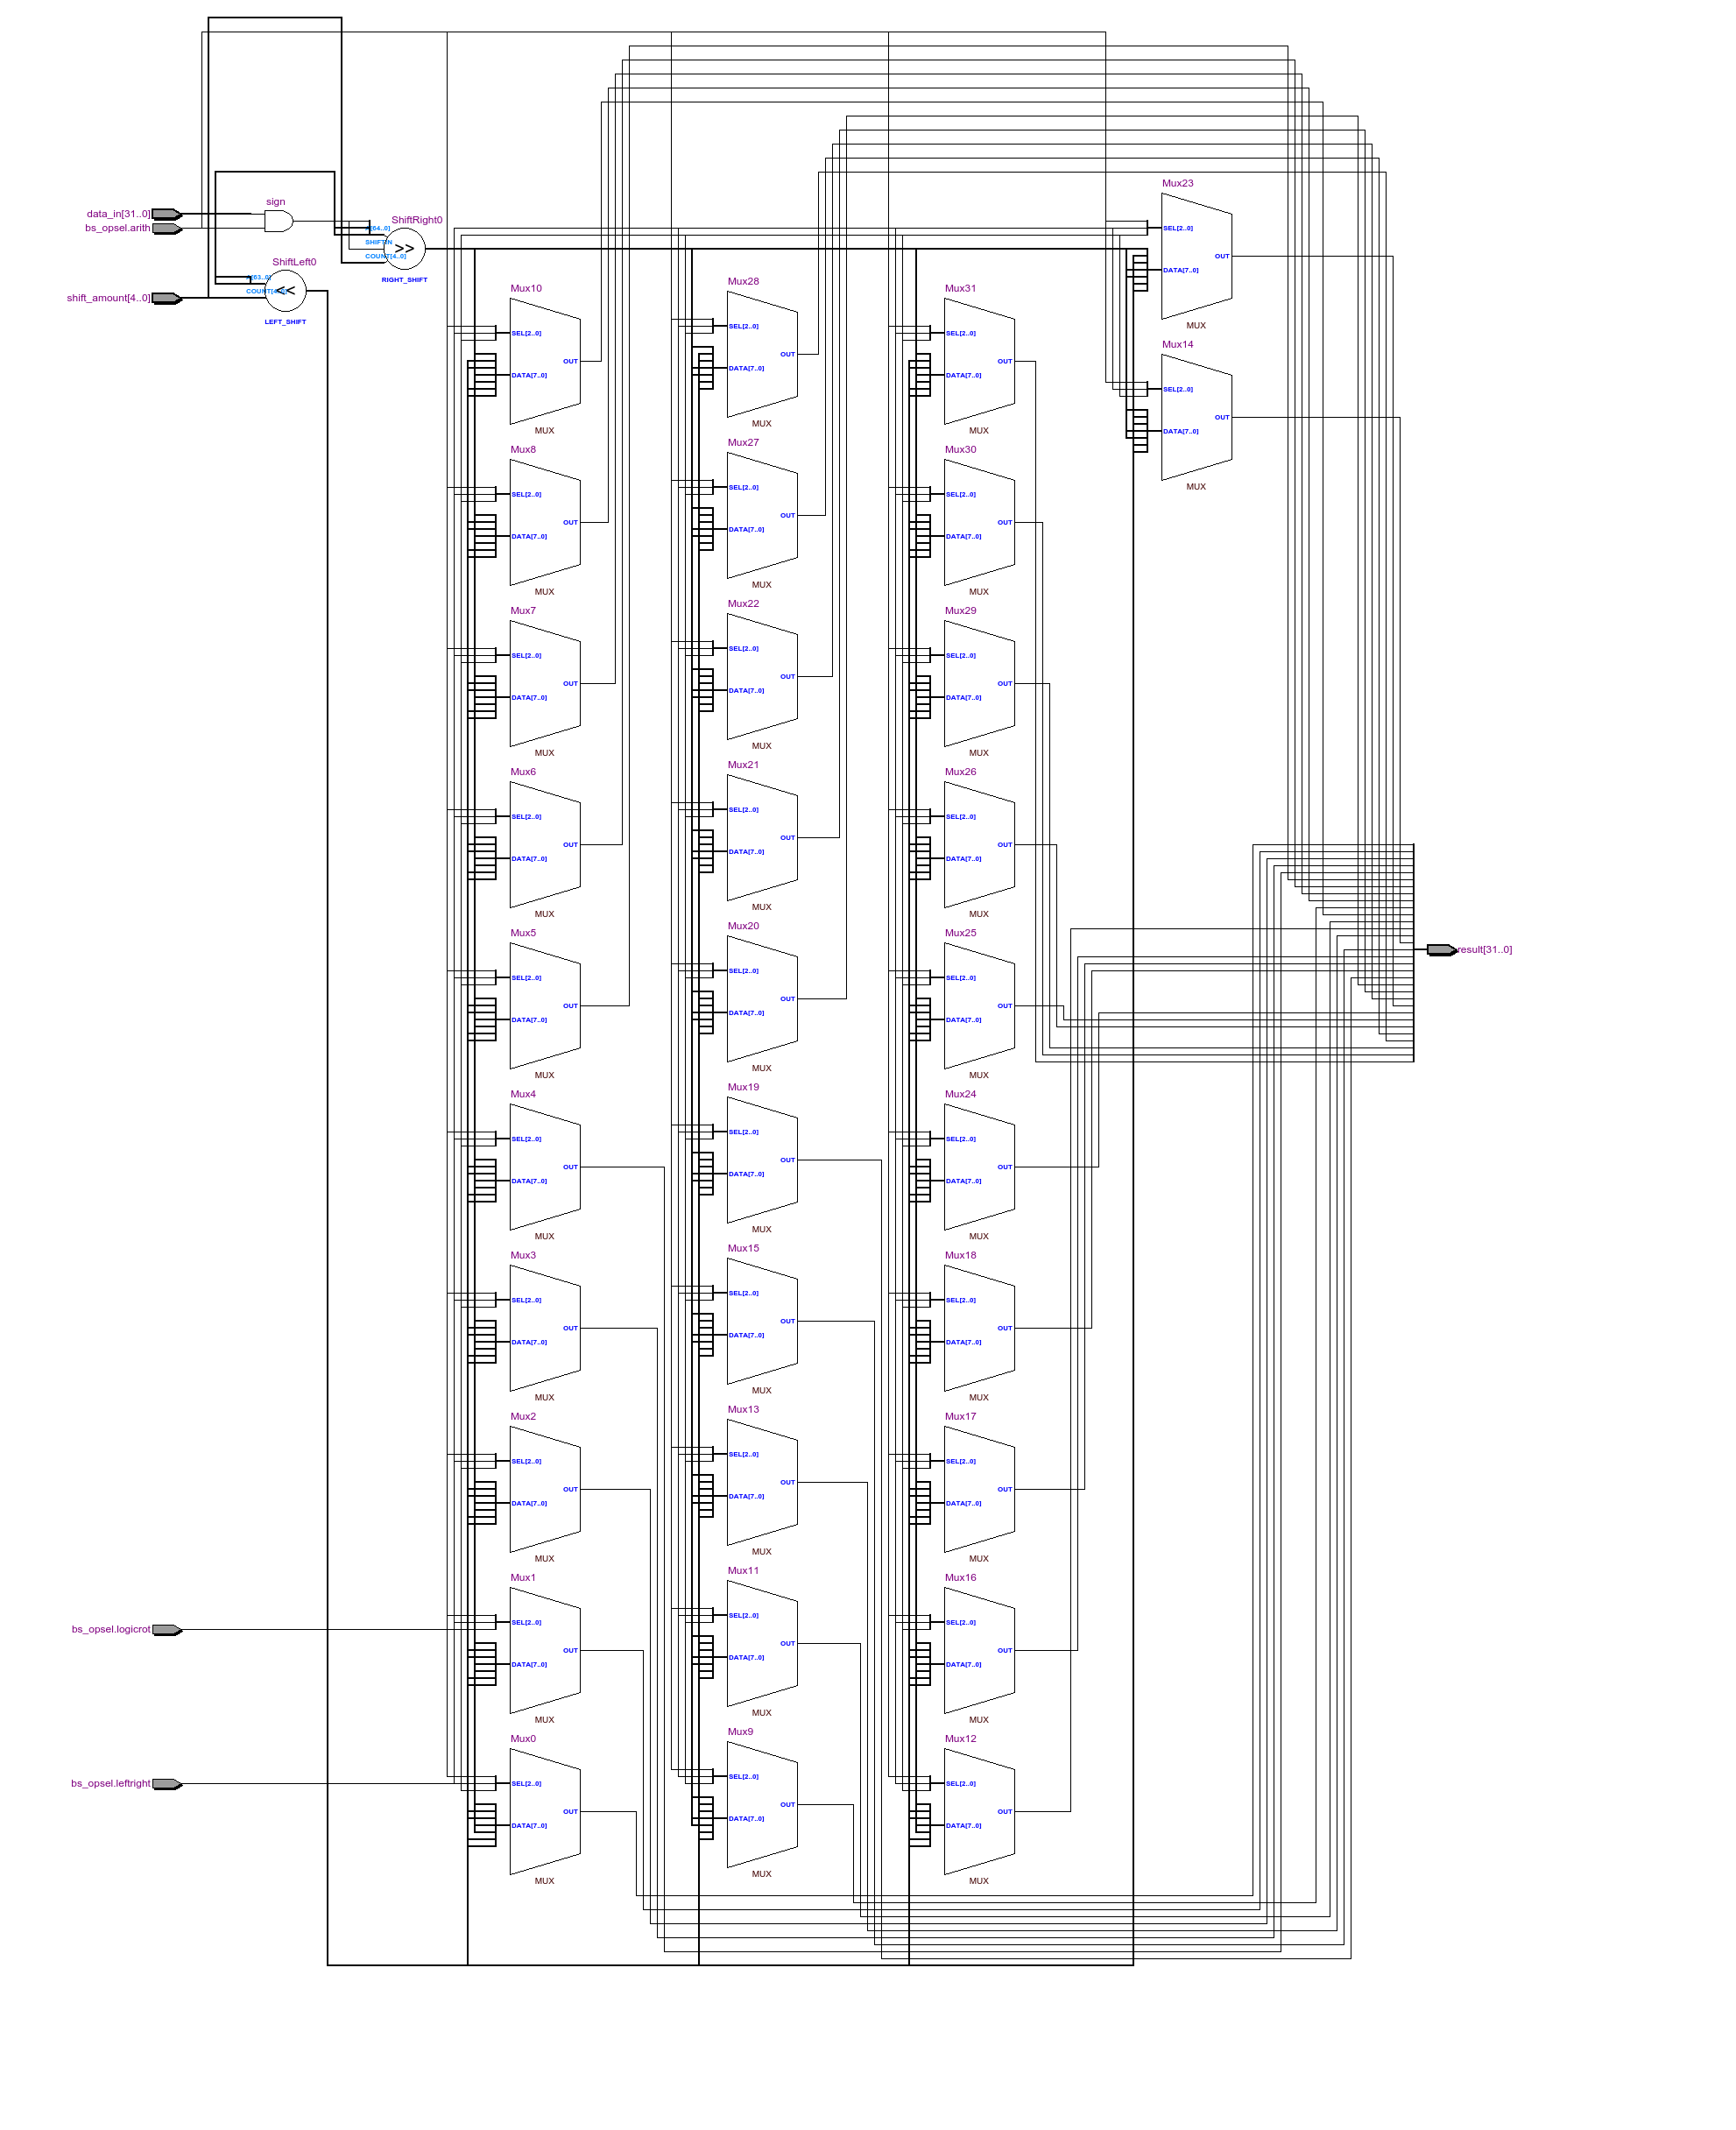 data_in[31..0]
bs_opsel.arith
shift_amount[4..0]
bs_opsel.logicrot
bs_opsel.leftright
sign
ShiftRight0
SHIFTIN
COUNT[4..0]
>>
RIGHT_SHIFT
ShiftLeft0
<<
LEFT_SHIFT
Mux10
SEL[2..0]
OUT
DATA[7..0]
MUX
Mux8
SEL[2..0]
OUT
DATA[7..0]
MUX
Mux7
SEL[2..0]
OUT
DATA[7..0]
MUX
Mux6
SEL[2..0]
OUT
DATA[7..0]
MUX
Mux5
SEL[2..0]
OUT
DATA[7..0]
MUX
Mux4
SEL[2..0]
OUT
DATA[7..0]
MUX
Mux3
SEL[2..0]
OUT
DATA[7..0]
MUX
Mux2
SEL[2..0]
OUT
DATA[7..0]
MUX
Mux1
SEL[2..0]
OUT
DATA[7..0]
MUX
Mux0
SEL[2..0]
OUT
DATA[7..0]
MUX
Mux28
SEL[2..0]
OUT
DATA[7..0]
MUX
Mux27
SEL[2..0]
OUT
DATA[7..0]
MUX
Mux22
SEL[2..0]
OUT
DATA[7..0]
MUX
Mux21
SEL[2..0]
OUT
DATA[7..0]
MUX
Mux20
SEL[2..0]
OUT
DATA[7..0]
MUX
Mux19
SEL[2..0]
OUT
DATA[7..0]
MUX
Mux15
SEL[2..0]
OUT
DATA[7..0]
MUX
Mux13
SEL[2..0]
OUT
DATA[7..0]
MUX
Mux11
SEL[2..0]
OUT
DATA[7..0]
MUX
Mux9
SEL[2..0]
OUT
DATA[7..0]
MUX
Mux31
SEL[2..0]
OUT
DATA[7..0]
MUX
Mux30
SEL[2..0]
OUT
DATA[7..0]
MUX
Mux29
SEL[2..0]
OUT
DATA[7..0]
MUX
Mux26
SEL[2..0]
OUT
DATA[7..0]
MUX
Mux25
SEL[2..0]
OUT
DATA[7..0]
MUX
Mux24
SEL[2..0]
OUT
DATA[7..0]
MUX
Mux18
SEL[2..0]
OUT
DATA[7..0]
MUX
Mux17
SEL[2..0]
OUT
DATA[7..0]
MUX
Mux16
SEL[2..0]
OUT
DATA[7..0]
MUX
Mux12
SEL[2..0]
OUT
DATA[7..0]
MUX
Mux23
SEL[2..0]
OUT
DATA[7..0]
MUX
Mux14
SEL[2..0]
OUT
DATA[7..0]
MUX
result[31..0]